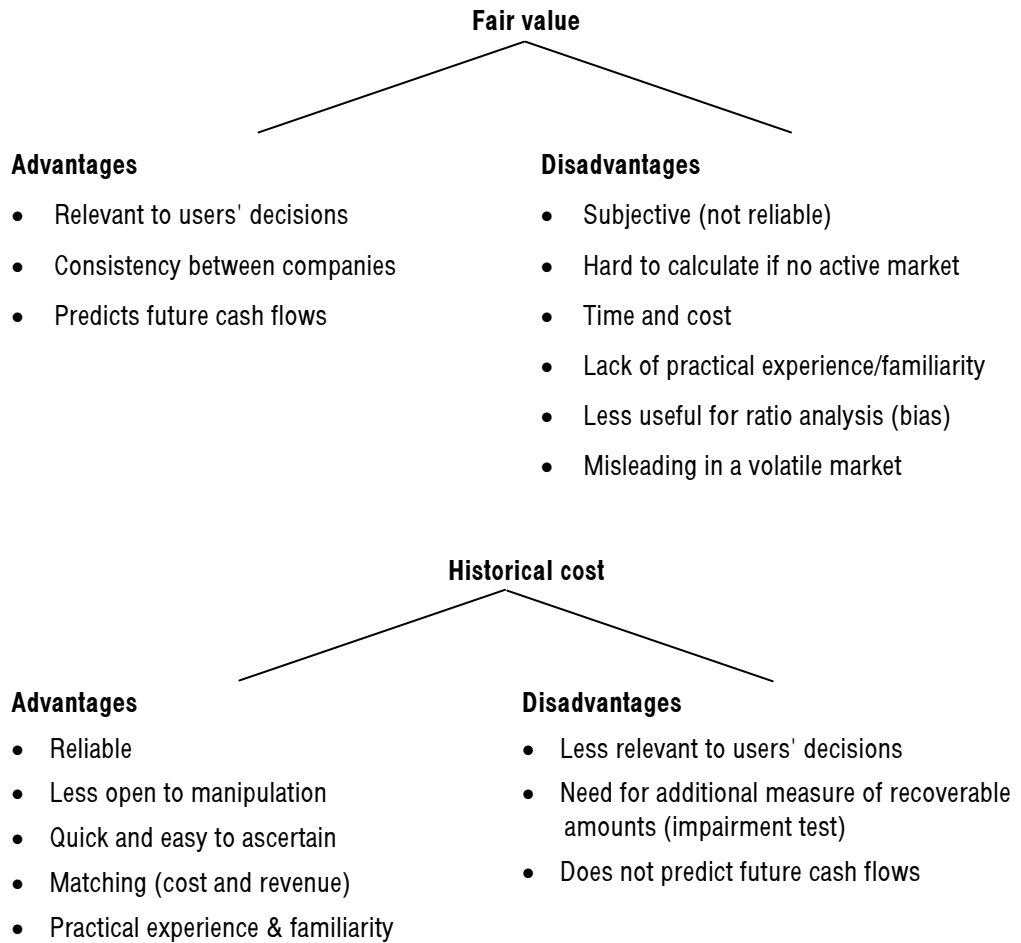 Fair value
Advantages
• Relevant to users' decisions
• Consistency between companies
• Predicts future cash flows
Disadvantages
• Subjective (not reliable)
• Hard to calculate if no active market
• Time and cost
• Lack of practical experience/familiarity
• Less useful for ratio analysis (bias)
• Misleading in a volatile market
Historical cost
Advantages
• Reliable
• Less open to manipulation
• Quick and easy to ascertain
• Matching (cost and revenue)
• Practical experience & familiarity
Disadvantages
• Less relevant to users' decisions
• Need for additional measure of recoverable
amounts (impairment test)
• Does not predict future cash flows